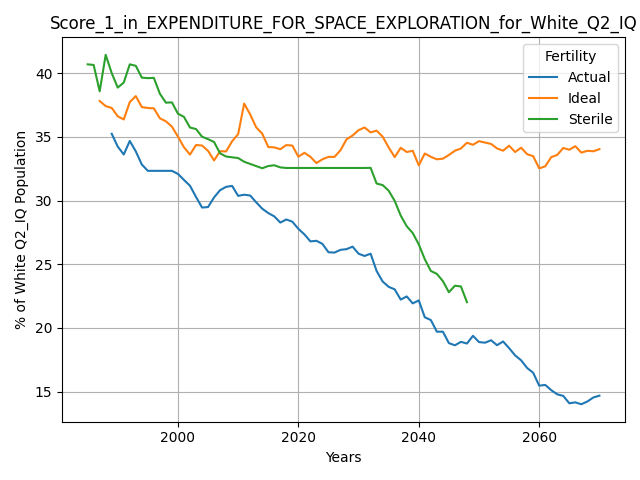 Score_1_in_EXPENDITURE_FOR_SPACE_EXPLORATION_for_White_Q2_IQ
Fertility
Actual
Ideal
Sterile
% of White Q2_IQ Population
40
35
30
25
20
15
2000 2020 2040 2060
Years